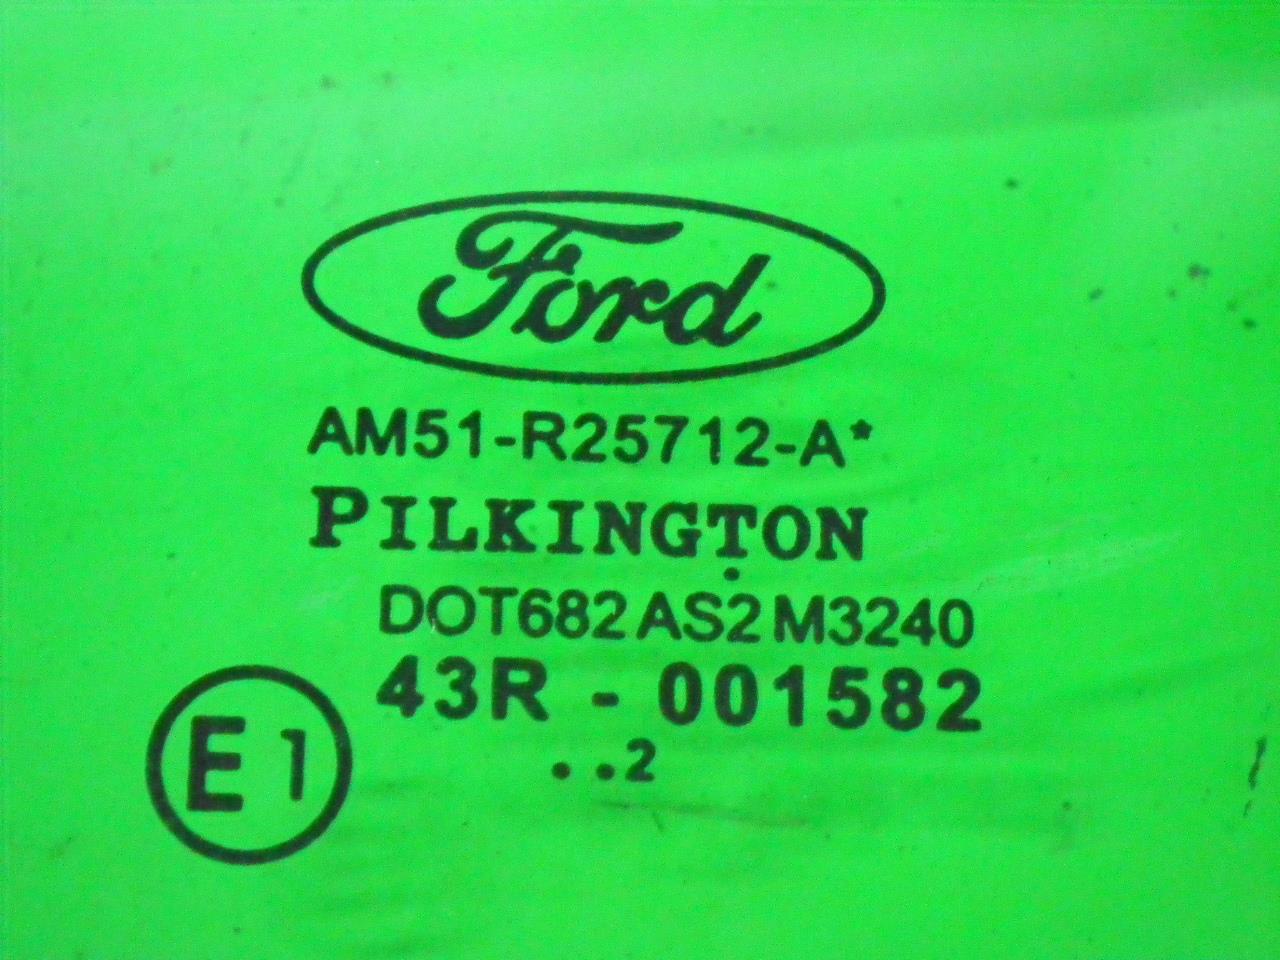 Ford
AM51-R25712-A*
PILKINGTON
DOT682 AS2 M3240
43R - 001582
E1
..2